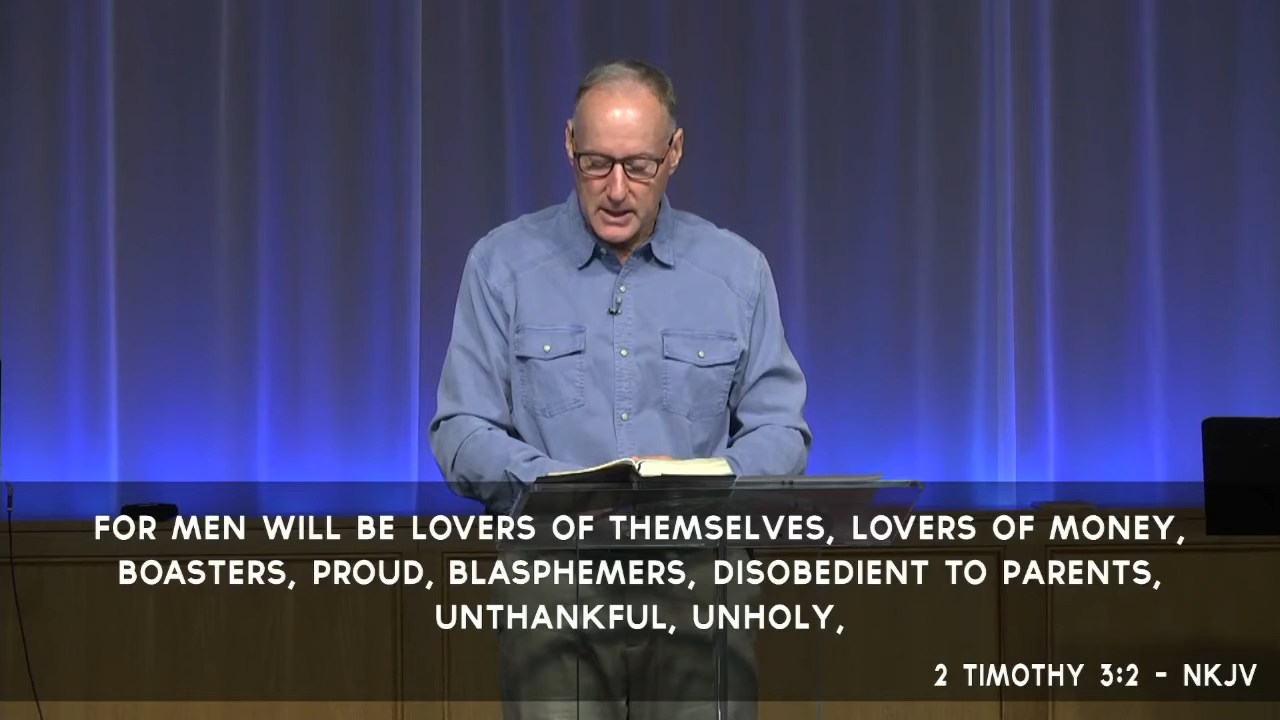 FOR MEN WILL BE LOVERS OF THEMSELVES, LOVERS OF MONEY,
BOASTERS, PROUD, BLASPHEMERS, DISOBEDIENT TO PARENTS,
UNTHANKFUL, UNHOLY,
2 TIMOTHY 3:2 - NKJV